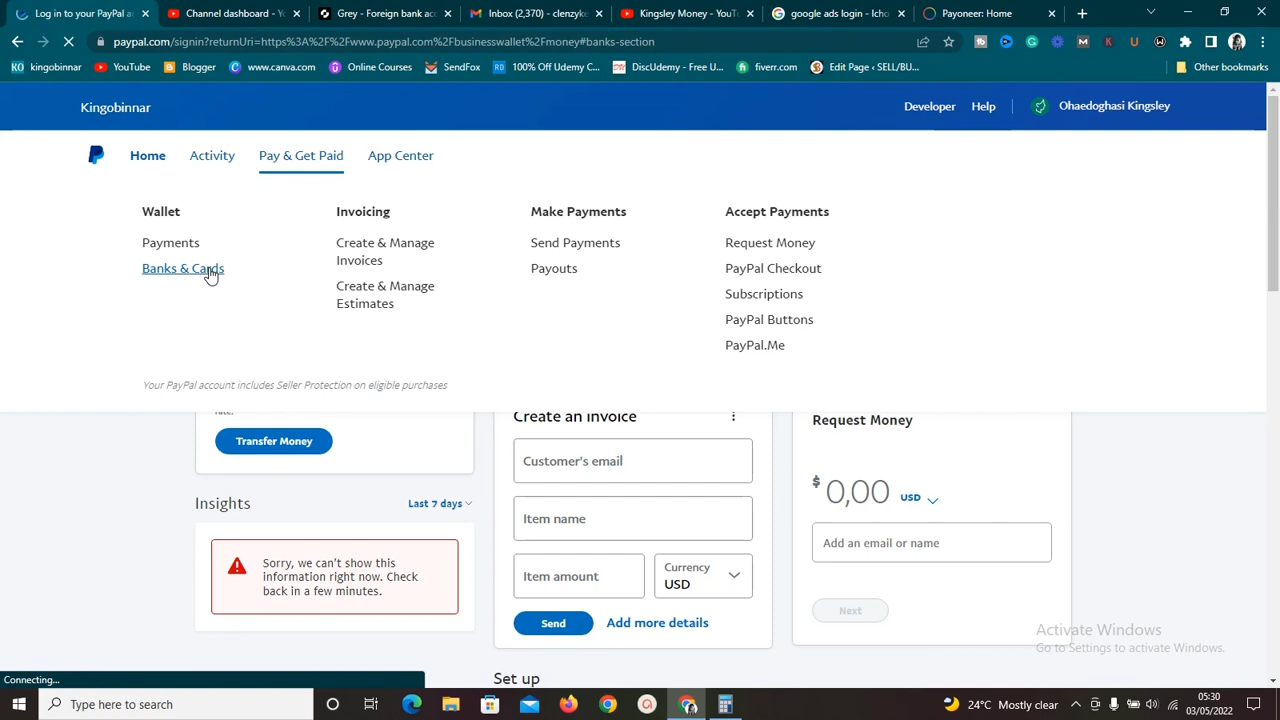 Log in to your PayPal a
Channel dashboard - Yo
Grey - Foreign bank acc
Inbox (2,370) - clenzyke
Kingsley Money - YouTu
google ads login - Icho
Payoneer: Home
paypal.com/signin?returnUri=https%3A%2F%2Fwww.paypal.com%2Fbusinesswallet%2Fmoney#banks-section
kingobinnar
YouTube
Blogger
www.canva.com
Online Courses
SendFox
100% Off Udemy C...
DiscUdemy - Free U...
fiverr.com
Edit Page ‹ SELL/BU...
Other bookmarks
Kingobinnar
Developer
Help
Ohaedoghasi Kingsley
Home
Activity
Pay & Get Paid
App Center
Wallet
Invoicing
Make Payments
Accept Payments
Payments
Create & Manage
Invoices
Send Payments
Request Money
Banks & Cards
Payouts
PayPal Checkout
Create & Manage
Estimates
Subscriptions
PayPal Buttons
PayPal.Me
Your PayPal account includes Seller Protection on eligible purchases
Transfer Money
Create an invoice
Request Money
Customer's email
Item name
Item amount
Currency
USD
Send
Add more details
$ 0,00 USD
Add an email or name
Next
Insights
Last 7 days
Sorry, we can't show this
information right now. Check
back in a few minutes.
Activate Windows
Go to Settings to activate Windows.
Set up
Connecting...
Type here to search
24°C Mostly clear
05:30
03/05/2022